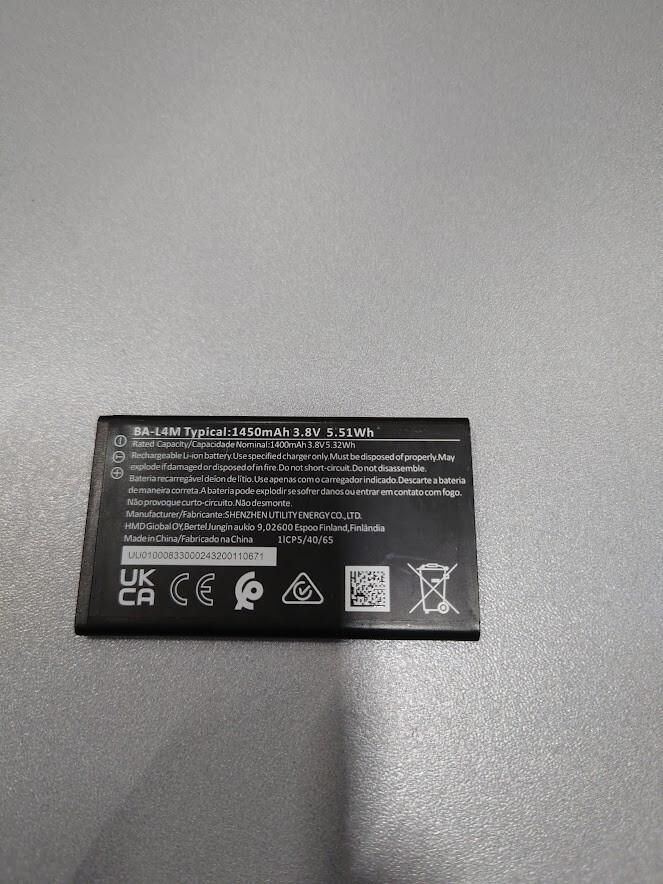 BA-L4M Typical:1450mAh 3.8V 5.51Wh
Rated Capacity/Capacidade Nominal:1400mAh 3.8V 5.32Wh
Rechargeable Li-ion battery.Use specified charger only.Must be disposed of properly.May
explode if damaged or disposed of in fire.Do not short-circuit.Do not disassemble.
Bateria recarregável deion de lítio.Use apenas com o carregador indicado.Descarte a bateria
de maneira correta.A bateria pode explodir se sofrer danos ou entrar em contato com fogo.
Não provoque curto-circuito.Não desmonte.
Manufacturer/Fabricante:SHENZHEN UTILITY ENERGY CO.,LTD.
HMD Global OY,Bertel Jungin aukio 9,02600 Espoo Finland,Finlândia
Made in China/Fabricado na China 1ICP5/40/65
UU01000833000243200110671
UK
CA CE